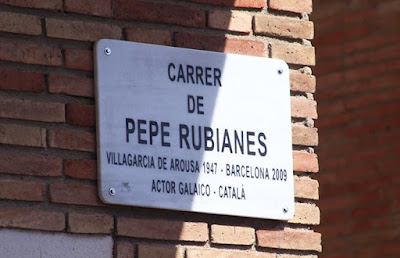 CARRER
DE
PEPE RUBIANES
VILLAGARCIA DE AROUSA 1947 - BARCELONA 2009
ACTOR GALAICO - CATALÀ